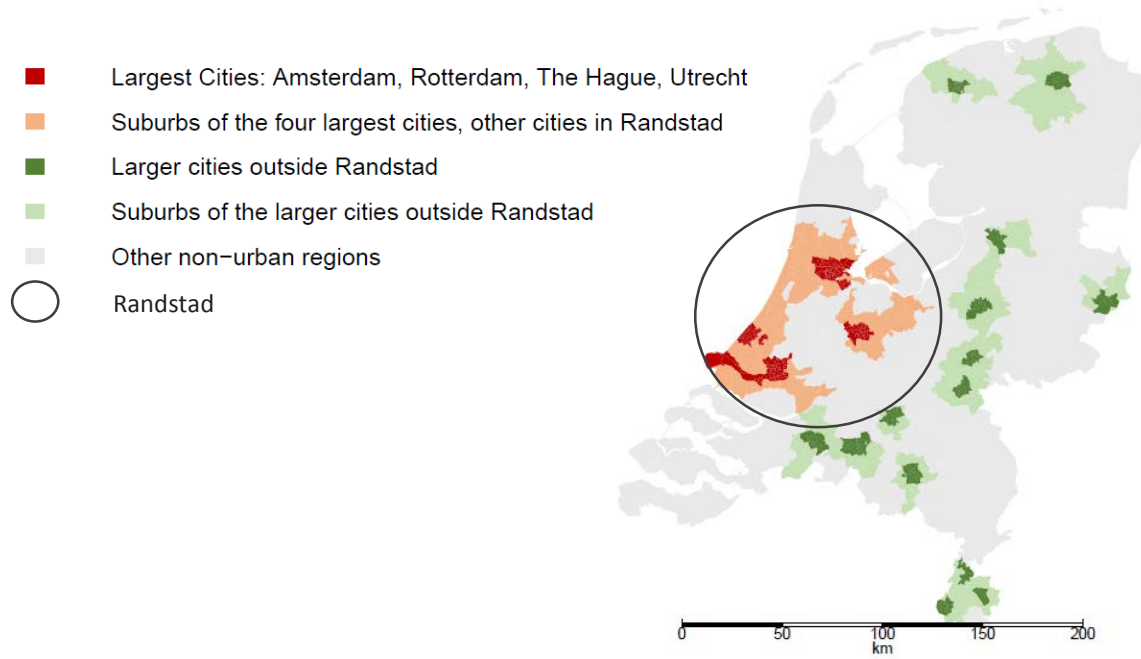 Largest Cities: Amsterdam, Rotterdam, The Hague, Utrecht
Suburbs of the four largest cities, other cities in Randstad
Larger cities outside Randstad
Suburbs of the larger cities outside Randstad
Other non−urban regions
Randstad
0 50 100 150 200
km